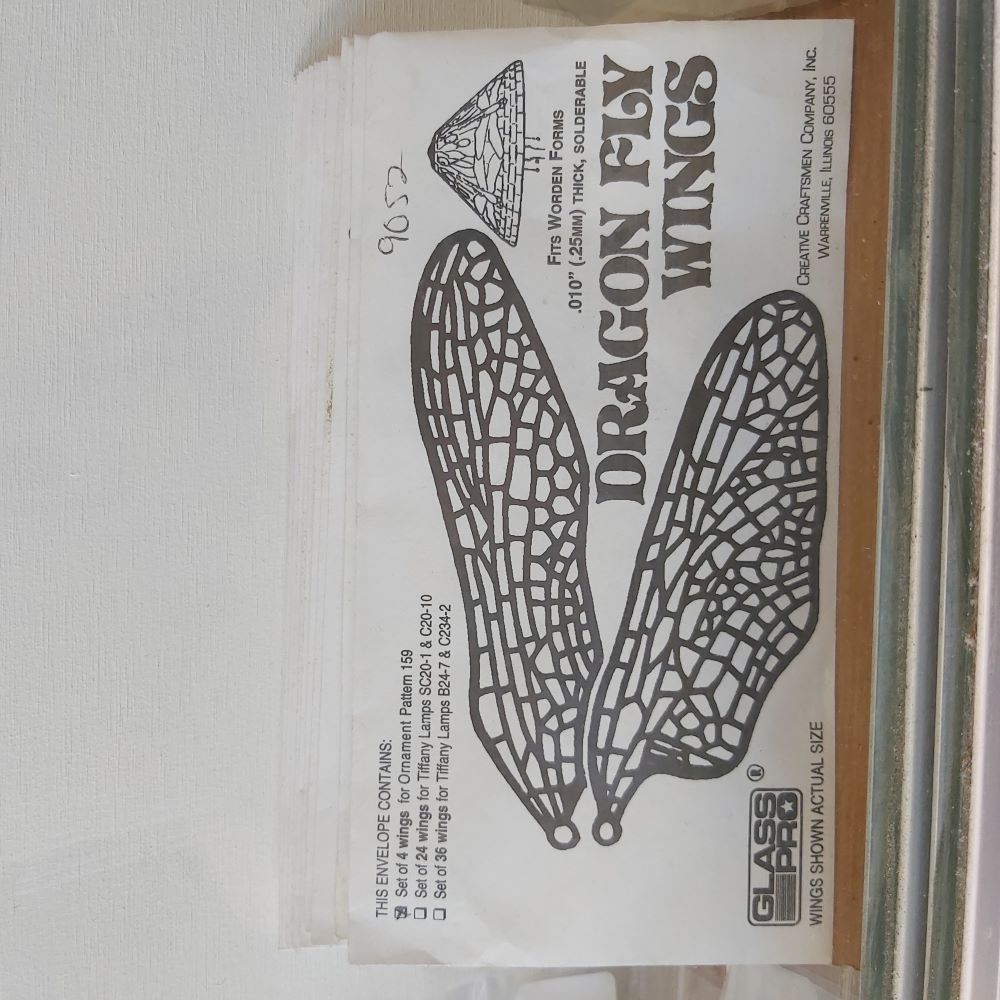 THIS ENVELOPE CONTAINS:
Set of 4 wings for Ornament Pattern 159
Set of 24 wings for Tiffany Lamps SC20-1 & C20-10
Set of 36 wings for Tiffany Lamps B24-7 & C234-2
9052
FITS WORDEN FORMS
.010" (.25MM) THICK, SOLDERABLE
DRAGON FLY
WINGS
GLASS
PRO ®
WINGS SHOWN ACTUAL SIZE
CREATIVE CRAFTSMEN COMPANY, INC.
WARRENVILLE, ILLINOIS 60555